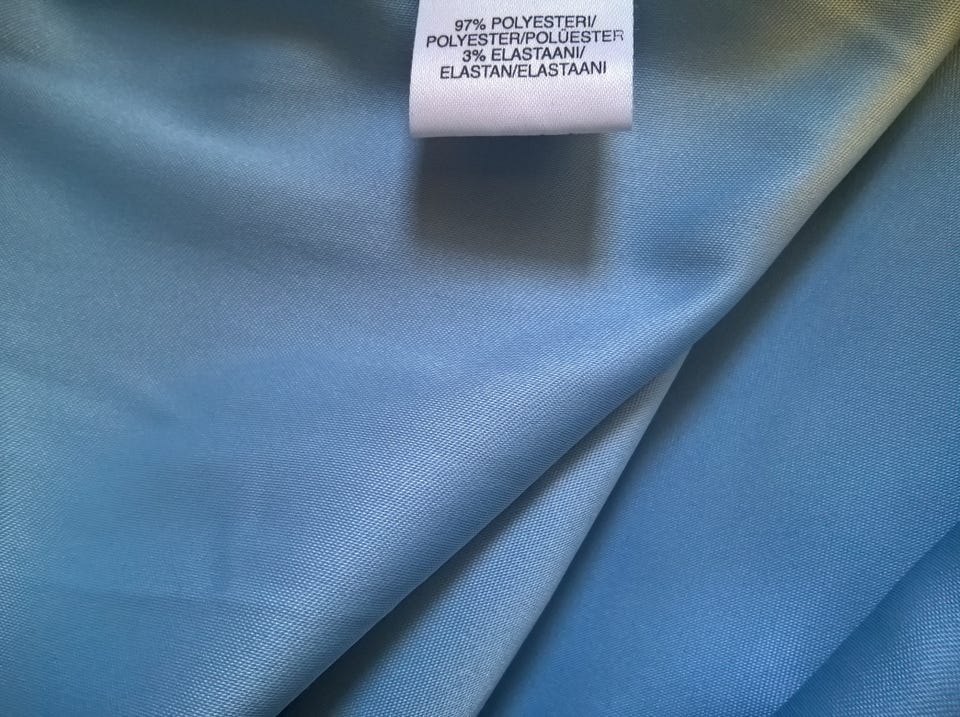 97% POLYESTERI/
POLYESTER/POLÜESTER
3% ELASTAANI/
ELASTAN/ELASTAANI